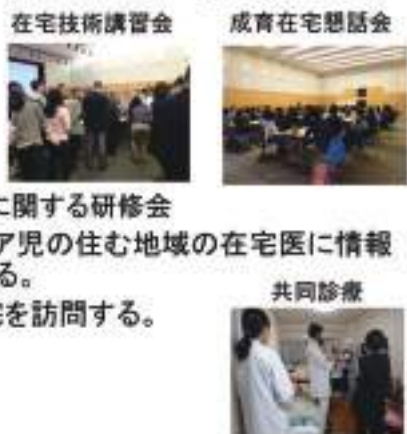 在宅技術講習会 成育在宅懇話会
に関する研修会
ア児の住む地域の在宅医に情報
る。
宅を訪問する。
共同診療